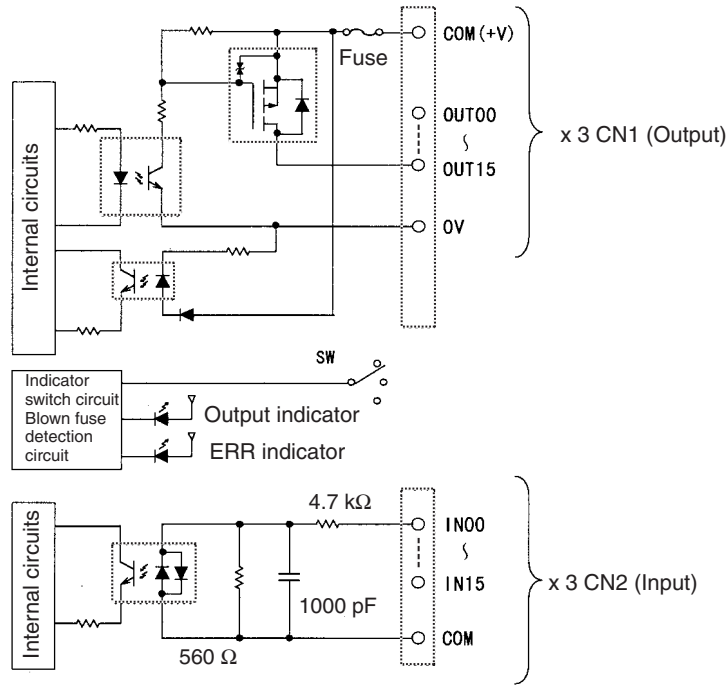 Internal circuits
Fuse
COM (+V)
OUT00
∫
OUT15
0V
x 3 CN1 (Output)
SW
Indicator
switch circuit
Blown fuse
detection
circuit
Output indicator
ERR indicator
Internal circuits
4.7 kΩ
1000 pF
560 Ω
IN00
∫
IN15
COM
x 3 CN2 (Input)